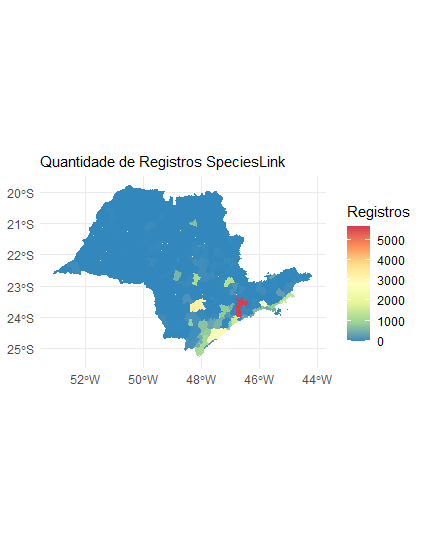 Quantidade de Registros SpeciesLink
20°S
21°S
22°S
23°S
24°S
25°S
52°W 50°W 48°W 46°W 44°W
Registros
5000
4000
3000
2000
1000
0